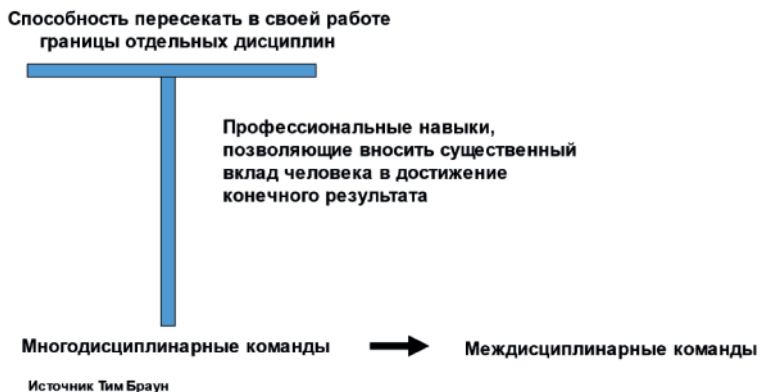 Способность пересекать в своей работе
границы отдельных дисциплин
Профессиональные навыки,
позволяющие вносить существенный
вклад человека в достижение
конечного результата
Многодисциплинарные команды
Междисциплинарные команды
Источник Тим Браун